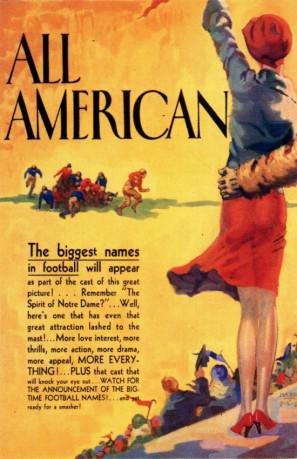 ALL
AMERICAN
The biggest names
in football will appear
as part of the cast of this great
picture! . . . Remember "The
Spirit of Notre Dame?"...Well,
here's one that has even that
great attraction lashed to the
mast!...More love interest, more
thrills, more action, more drama,
more appeal, MORE EVERY-
THING!...PLUS that cast that
will knock your eye out...WATCH FOR
THE ANNOUNCEMENT OF THE BIG-
TIME FOOTBALL NAMES!...and get
ready for a smasher!